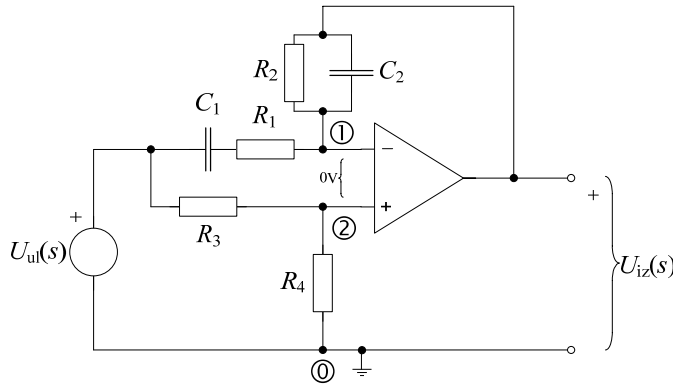 R2
C2
C1
R1
①
−
0V
+
+
+
R3
②
Uul(s)
Uiz(s)
R4
⓪